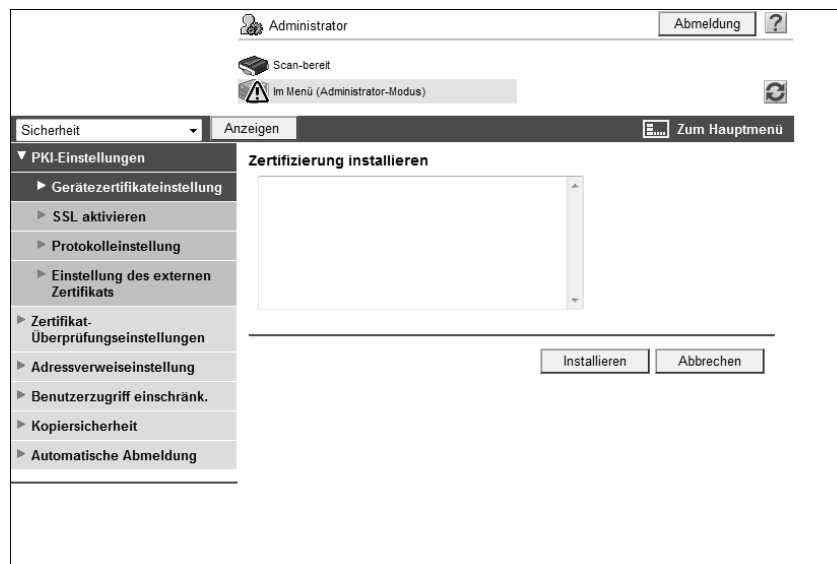 Administrator
Abmeldung
?
Scan-bereit
Im Menü (Administrator-Modus)
Sicherheit
Anzeigen
Zum Hauptmenü
PKI-Einstellungen
Gerätezertifikateinstellung
SSL aktivieren
Protokolleinstellung
Einstellung des externen
Zertifikats
Zertifikat-
Überprüfungseinstellungen
Adressverweiseinstellung
Benutzerzugriff einschränk.
Kopiersicherheit
Automatische Abmeldung
Zertifizierung installieren
Installieren
Abbrechen